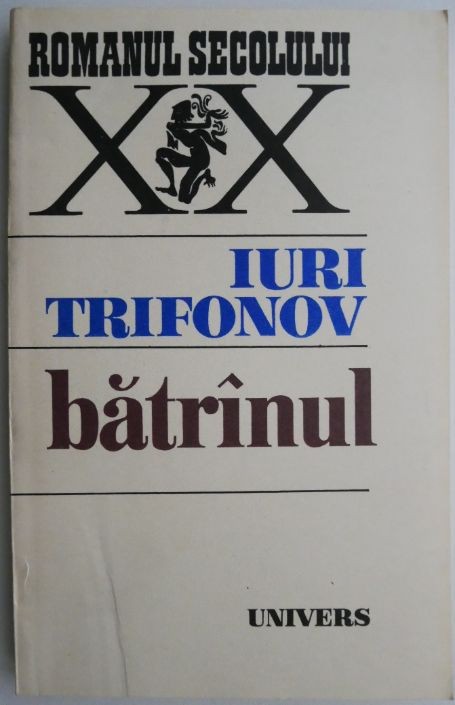 ROMANUL SECOLULUI
XX
IURI
TRIFONOV
bătrînul
UNIVERS